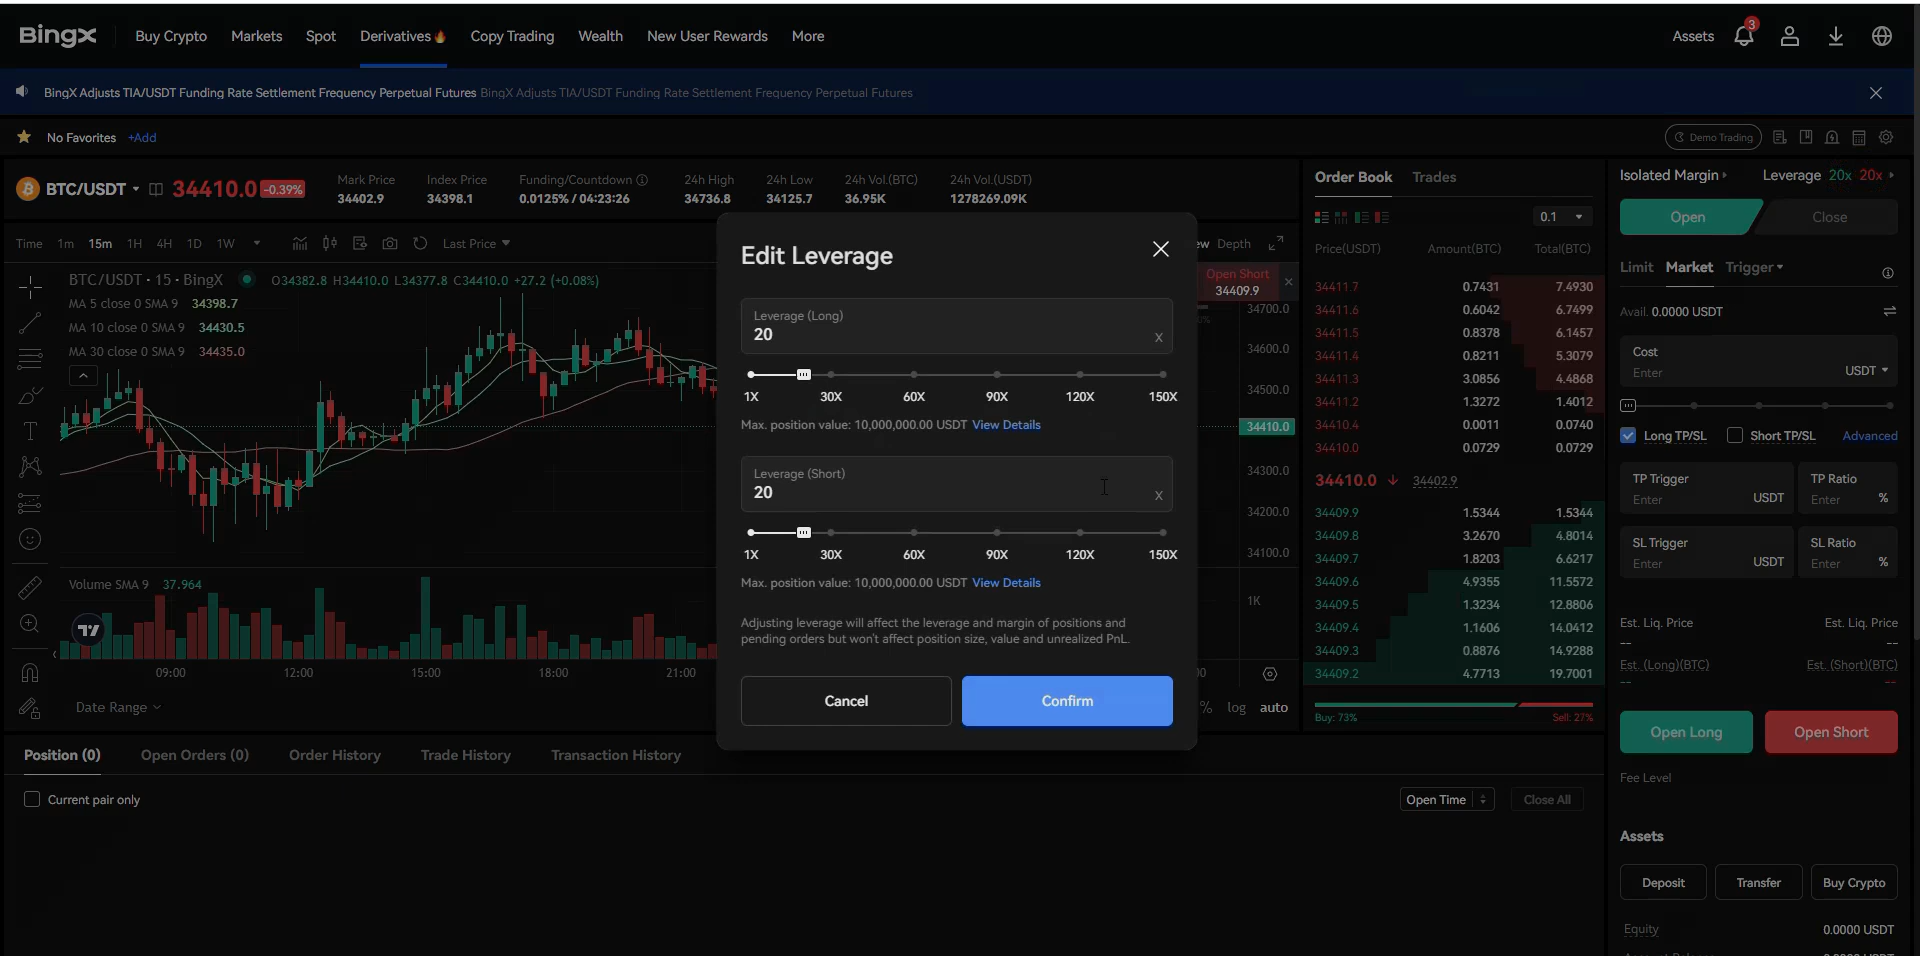 BingX
Buy Crypto Markets Spot Derivatives Copy Trading Wealth New User Rewards More Assets 3
BingX Adjusts TIA/USDT Funding Rate Settlement Frequency Perpetual Futures BingX Adjusts TIA/USDT Funding Rate Settlement Frequency Perpetual Futures
No Favorites +Add Demo Trading
BTC/USDT 34410.0 -0.39%
Mark Price 34402.9
Index Price 34398.1
Funding/Countdown 0.0125% / 04:23:26
24h High 34736.8
24h Low 34125.7
24h Vol.(BTC) 36.95K
24h Vol.(USDT) 1278269.09K
Time 1m 15m 1H 4H 1D 1W Last Price
ew Depth
BTC/USDT · 15 · BingX O34382.8 H34410.0 L34377.8 C34410.0 +27.2 (+0.08%)
MA 5 close 0 SMA 9 34398.7
MA 10 close 0 SMA 9 34430.5
MA 30 close 0 SMA 9 34435.0
Open Short
34409.9
34700.0
34600.0
34500.0
34410.0
34300.0
34200.0
34100.0
Volume SMA 9 37.964
1K
09:00 12:00 15:00 18:00 21:00
Date Range % log auto
Edit Leverage
Leverage (Long)
20 X
1X 30X 60X 90X 120X 150X
Max. position value: 10,000,000.00 USDT View Details
Leverage (Short)
20 X
1X 30X 60X 90X 120X 150X
Max. position value: 10,000,000.00 USDT View Details
Adjusting leverage will affect the leverage and margin of positions and
pending orders but won't affect position size, value and unrealized PnL.
Cancel Confirm
Order Book Trades
0.1
Price(USDT) Amount(BTC) Total(BTC)
34411.7 0.7431 7.4930
34411.6 0.6042 6.7499
34411.5 0.8378 6.1457
34411.4 0.8211 5.3079
34411.3 3.0856 4.4868
34411.2 1.3272 1.4012
34410.4 0.0011 0.0740
34410.0 0.0729 0.0729
34410.0 34402.9
34409.9 1.5344 1.5344
34409.8 3.2670 4.8014
34409.7 1.8203 6.6217
34409.6 4.9355 11.5572
34409.5 1.3234 12.8806
34409.4 1.1606 14.0412
34409.3 0.8876 14.9288
34409.2 4.7713 19.7001
Buy: 73% Sell: 27%
Isolated Margin Leverage 20x 20x
Open Close
Limit Market Trigger
Avail. 0.0000 USDT
Cost
Enter USDT
Long TP/SL Short TP/SL Advanced
TP Trigger
Enter USDT
TP Ratio
Enter %
SL Trigger
Enter USDT
SL Ratio
Enter %
Est. Liq. Price Est. Liq. Price
-- --
Est. (Long)(BTC) Est. (Short)(BTC)
-- --
Open Long Open Short
Fee Level
Assets
Deposit Transfer Buy Crypto
Equity 0.0000 USDT
Position (0) Open Orders (0) Order History Trade History Transaction History
Current pair only Open Time Close All